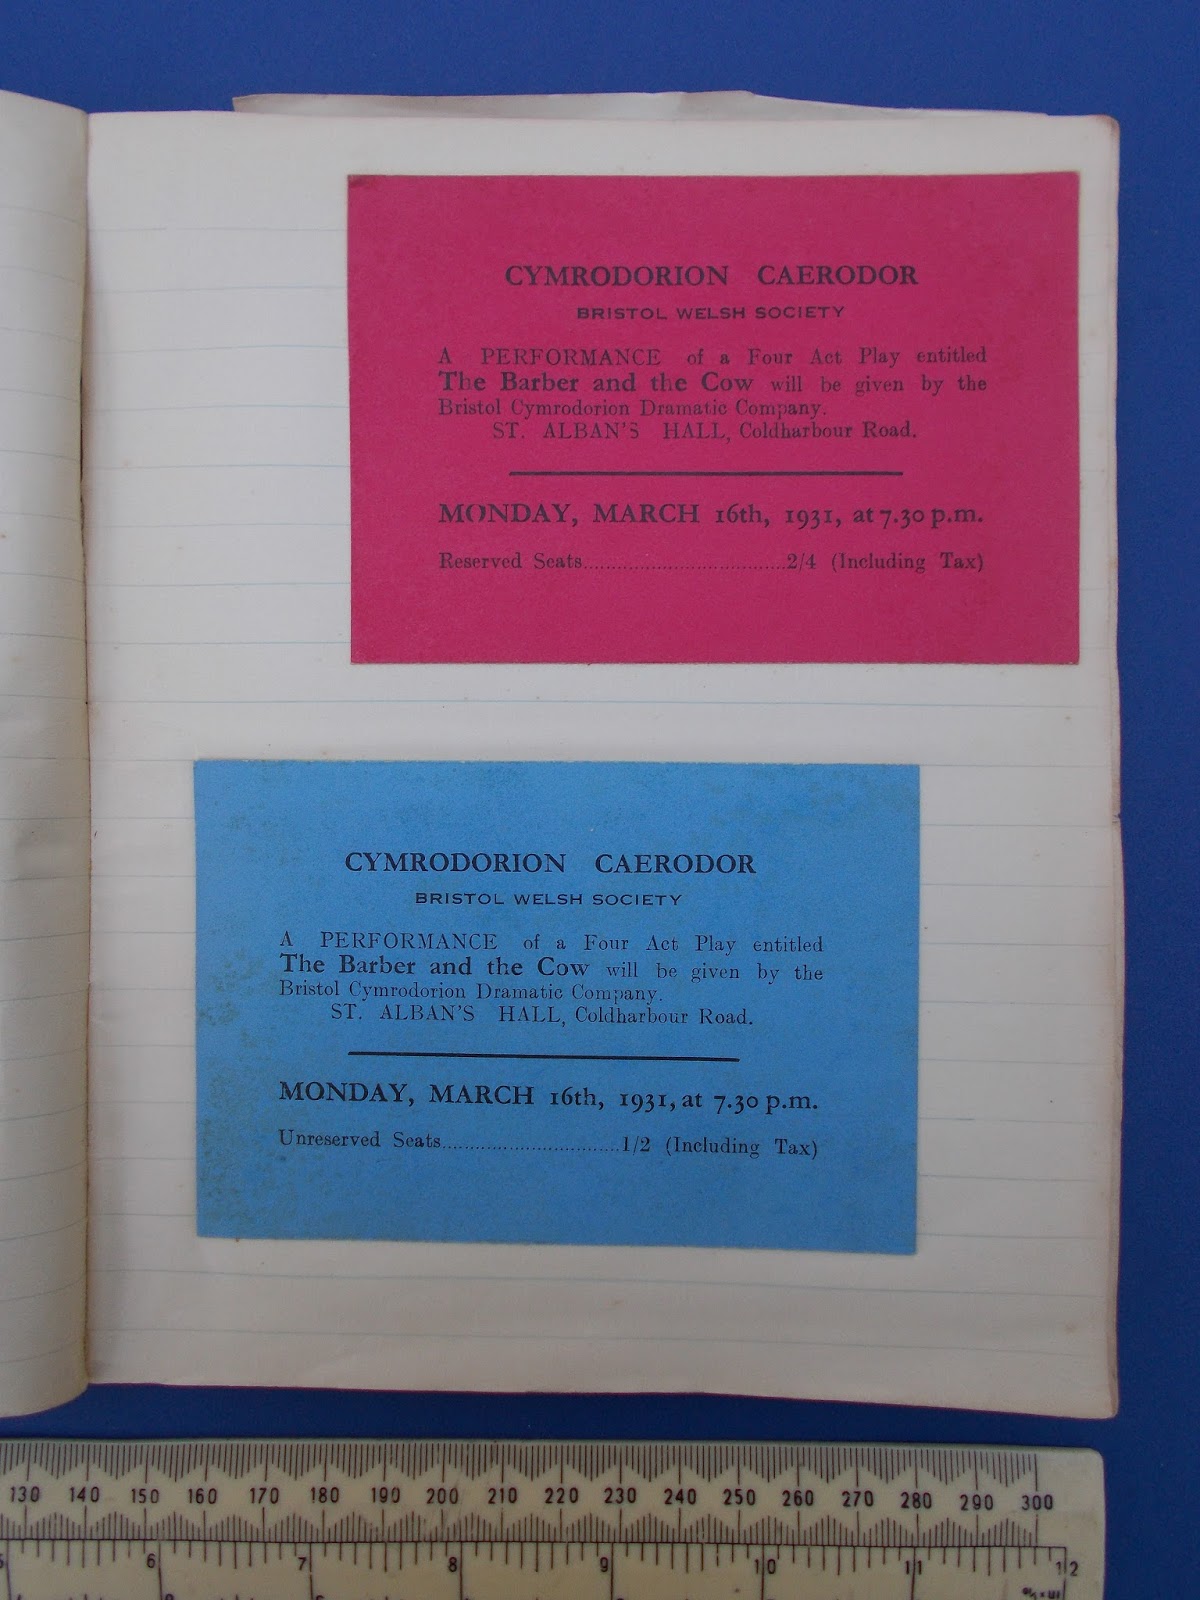 CYMRODORION CAERODOR
BRISTOL WELSH SOCIETY
A PERFORMANCE of a Four Act Play entitled
The Barber and the Cow will be given by the
Bristol Cymrodorion Dramatic Company.
ST. ALBAN'S HALL, Coldharbour Road.
MONDAY, MARCH 16th, 1931, at 7.30 p.m.
Reserved Seats..................................2/4 (Including Tax)
CYMRODORION CAERODOR
BRISTOL WELSH SOCIETY
A PERFORMANCE of a Four Act Play entitled
The Barber and the Cow will be given by the
Bristol Cymrodorion Dramatic Company.
ST. ALBAN'S HALL, Coldharbour Road.
MONDAY, MARCH 16th, 1931, at 7.30 p.m.
Unreserved Seats..............................1/2 (Including Tax)
130 140 150 160 170 180 190 200 210 220 230 240 250 260 270 280 290 300
5 6 7 8 9 10 11 12